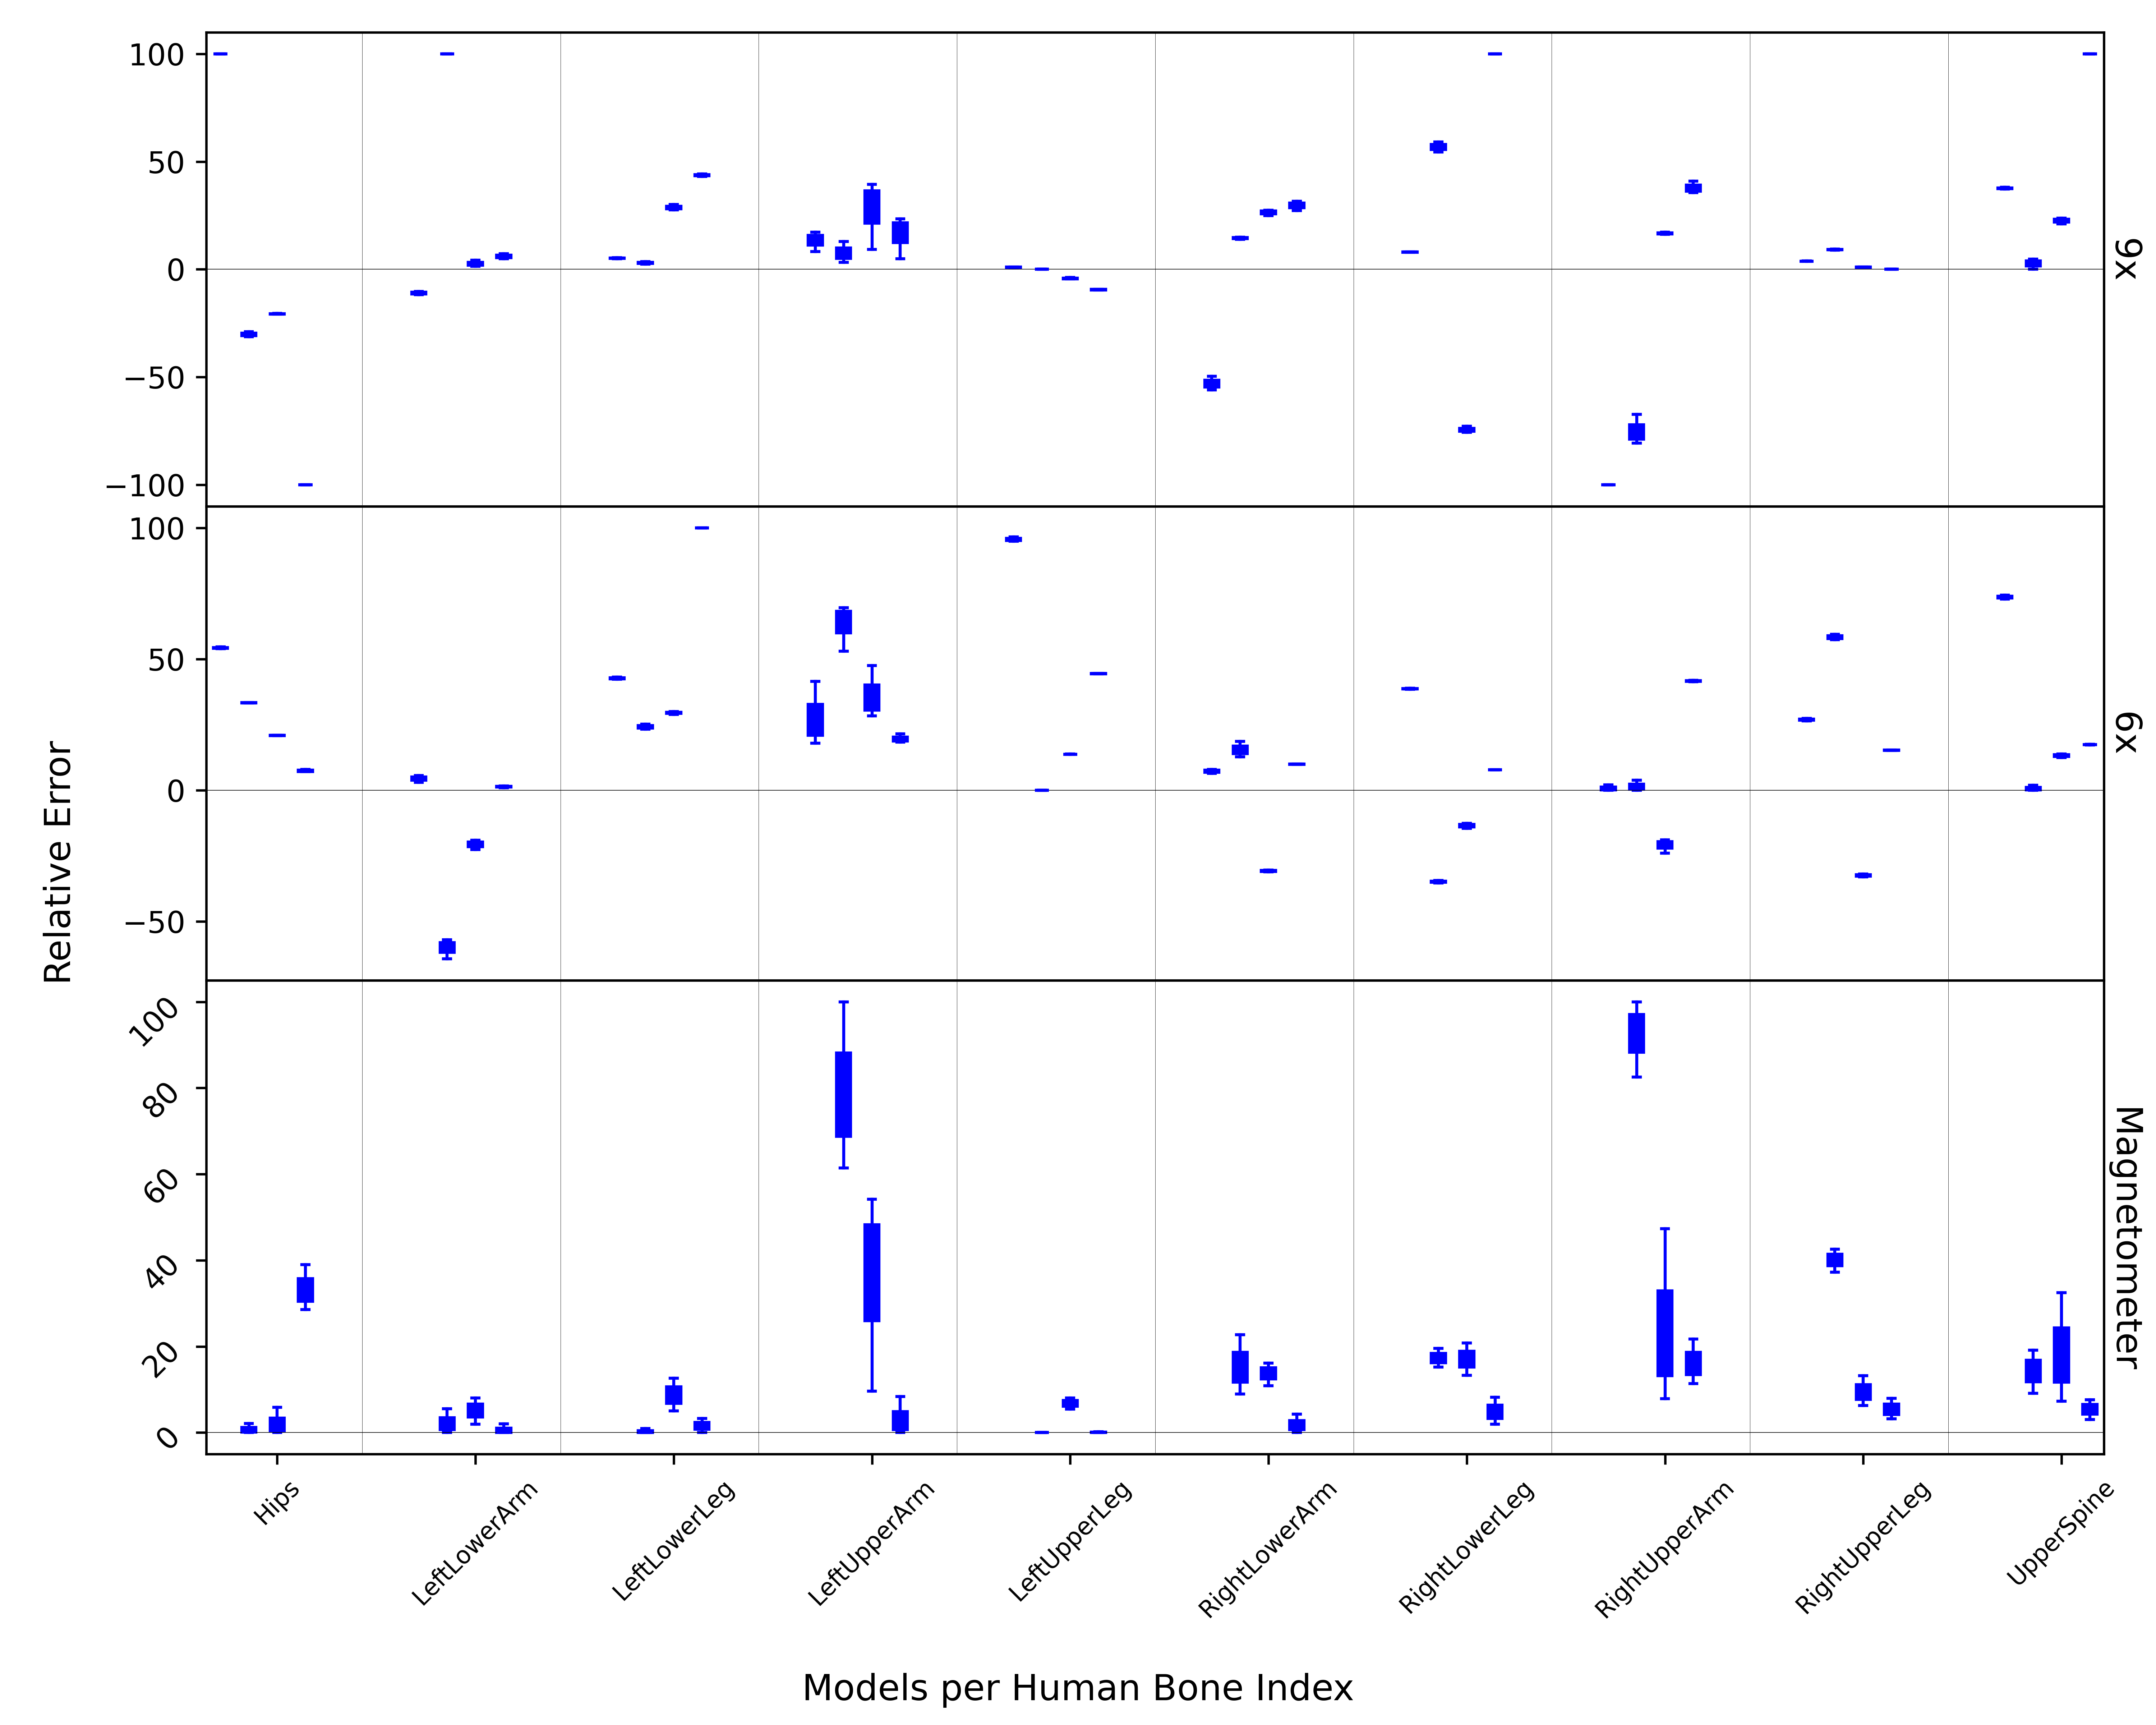 100
50
0
−50
−100
9x
100
50
0
−50
6x
Relative Error
100
80
60
40
20
0
Magnetometer
Hips
LeftLowerArm
LeftLowerLeg
LeftUpperArm
LeftUpperLeg
RightLowerArm
RightLowerLeg
RightUpperArm
RightUpperLeg
UpperSpine
Models per Human Bone Index